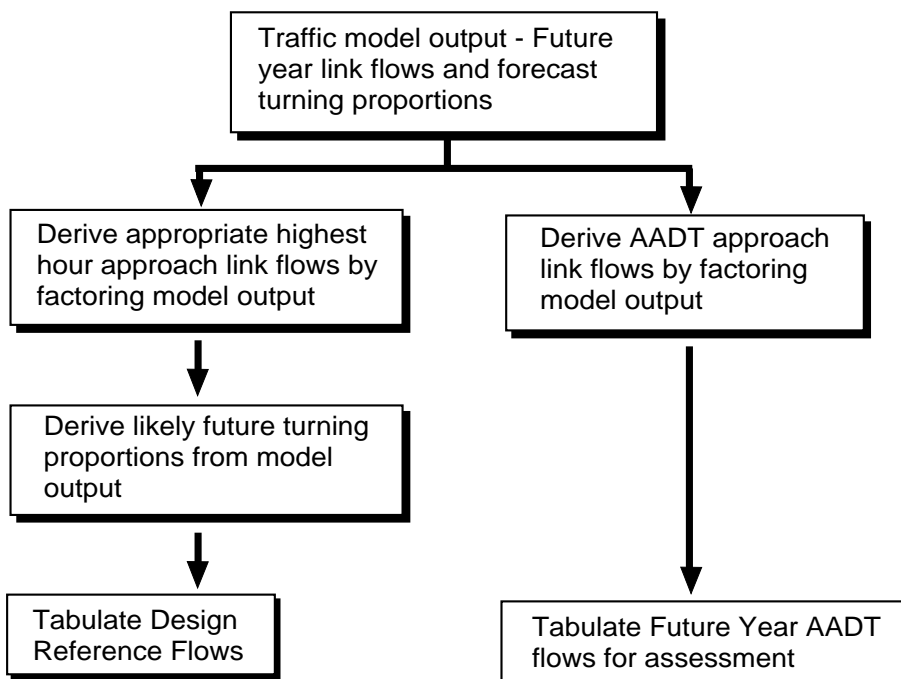 Traffic model output - Future
year link flows and forecast
turning proportions
Derive appropriate highest
hour approach link flows by
factoring model output
Derive AADT approach
link flows by factoring
model output
Derive likely future turning
proportions from model
output
Tabulate Design
Reference Flows
Tabulate Future Year AADT
flows for assessment